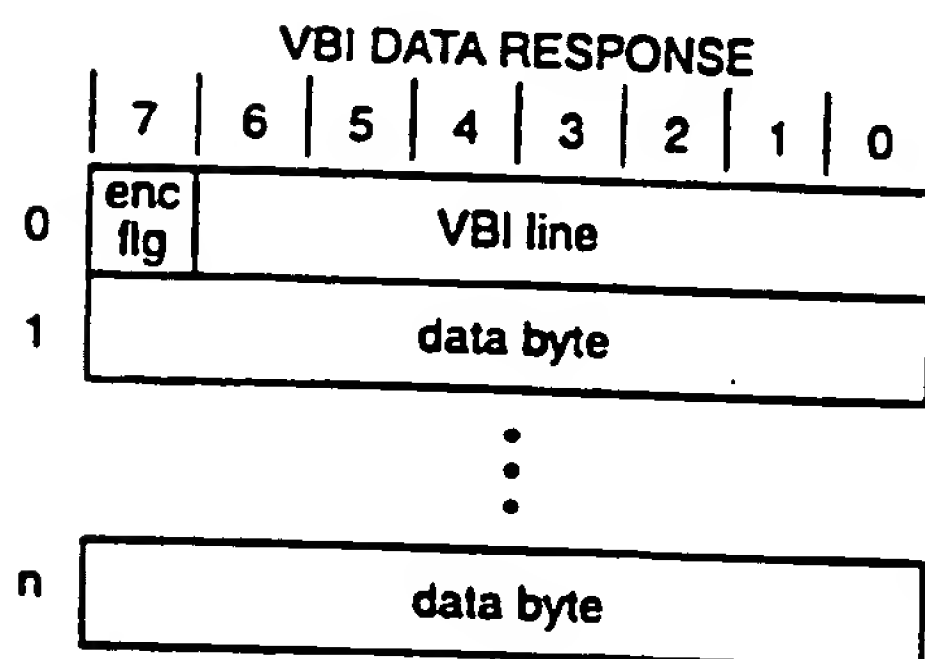 VBI DATA RESPONSE
7 6 5 4 3 2 1 0
0 enc flg VBI line
1 data byte
n data byte